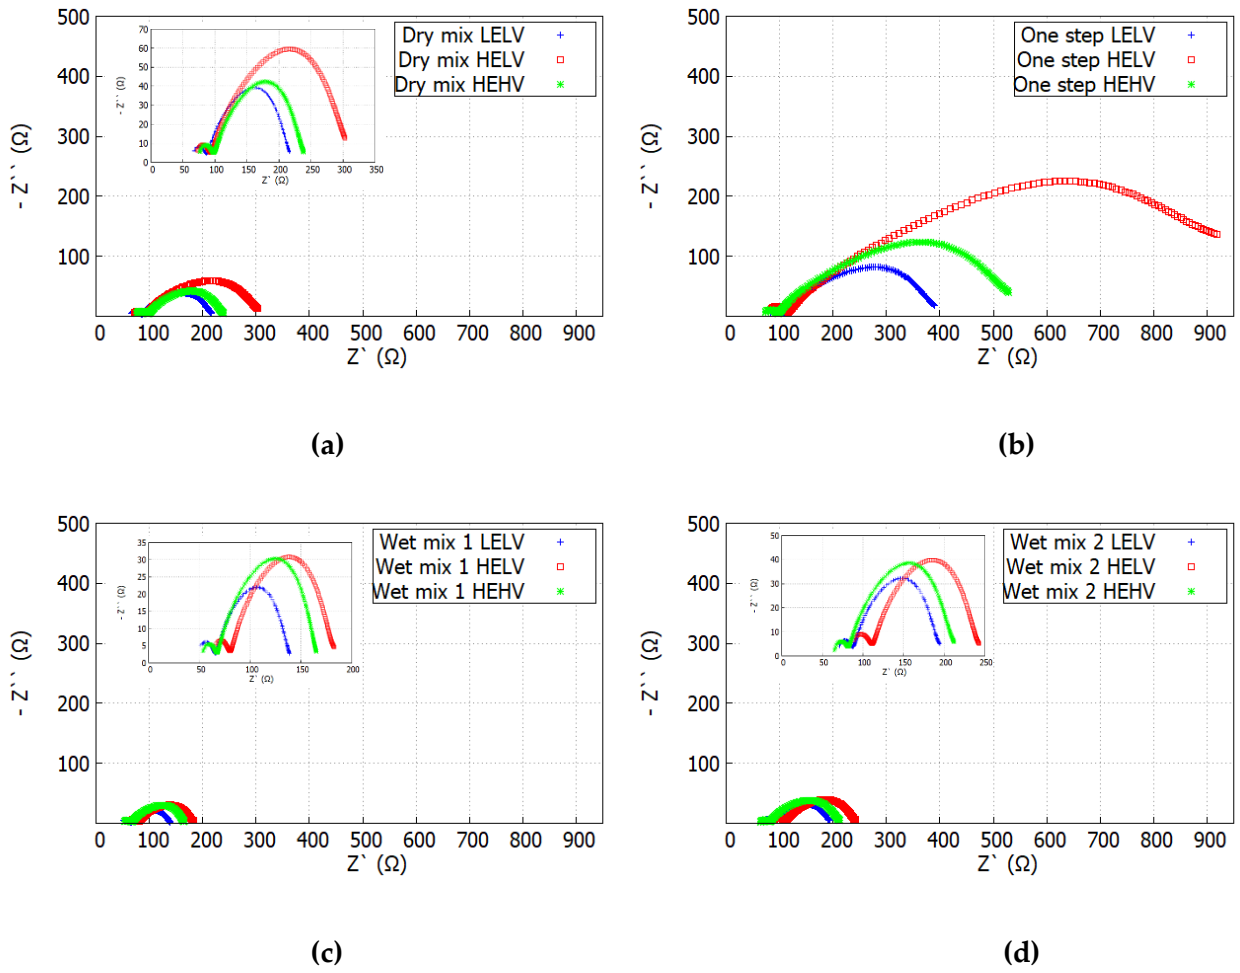 500
400
300
200
100
- Z`` (Ω)
Dry mix LELV
Dry mix HELV
Dry mix HEHV
70
60
50
40
30
20
10
0
- Z`` (Ω)
0 50 100 150 200 250 300 350
Z` (Ω)
0 100 200 300 400 500 600 700 800 900
Z` (Ω)
(a)
500
400
300
200
100
- Z`` (Ω)
One step LELV
One step HELV
One step HEHV
0 100 200 300 400 500 600 700 800 900
Z` (Ω)
(b)
500
400
300
200
100
- Z`` (Ω)
Wet mix 1 LELV
Wet mix 1 HELV
Wet mix 1 HEHV
35
30
25
20
15
10
5
0
- Z`` (Ω)
0 50 100 150 200
Z` (Ω)
0 100 200 300 400 500 600 700 800 900
Z` (Ω)
(c)
500
400
300
200
100
- Z`` (Ω)
Wet mix 2 LELV
Wet mix 2 HELV
Wet mix 2 HEHV
50
40
30
20
10
0
- Z`` (Ω)
0 50 100 150 200 250
Z` (Ω)
0 100 200 300 400 500 600 700 800 900
Z` (Ω)
(d)